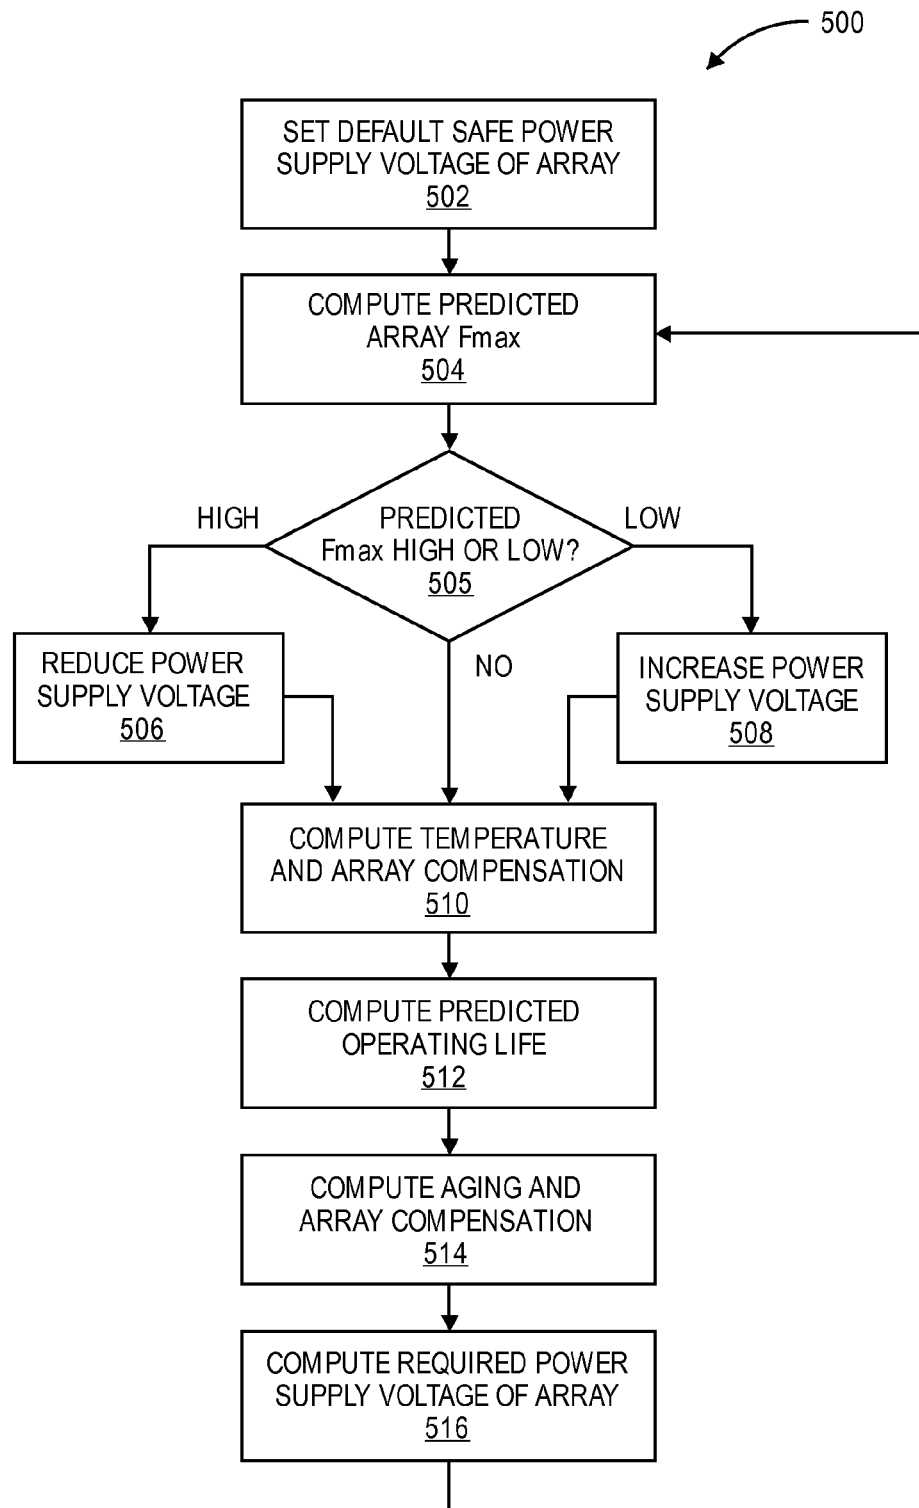 500
SET DEFAULT SAFE POWER
SUPPLY VOLTAGE OF ARRAY
502
COMPUTE PREDICTED
ARRAY Fmax
504
HIGH
PREDICTED
Fmax HIGH OR LOW?
505
LOW
NO
REDUCE POWER
SUPPLY VOLTAGE
506
INCREASE POWER
SUPPLY VOLTAGE
508
COMPUTE TEMPERATURE
AND ARRAY COMPENSATION
510
COMPUTE PREDICTED
OPERATING LIFE
512
COMPUTE AGING AND
ARRAY COMPENSATION
514
COMPUTE REQUIRED POWER
SUPPLY VOLTAGE OF ARRAY
516